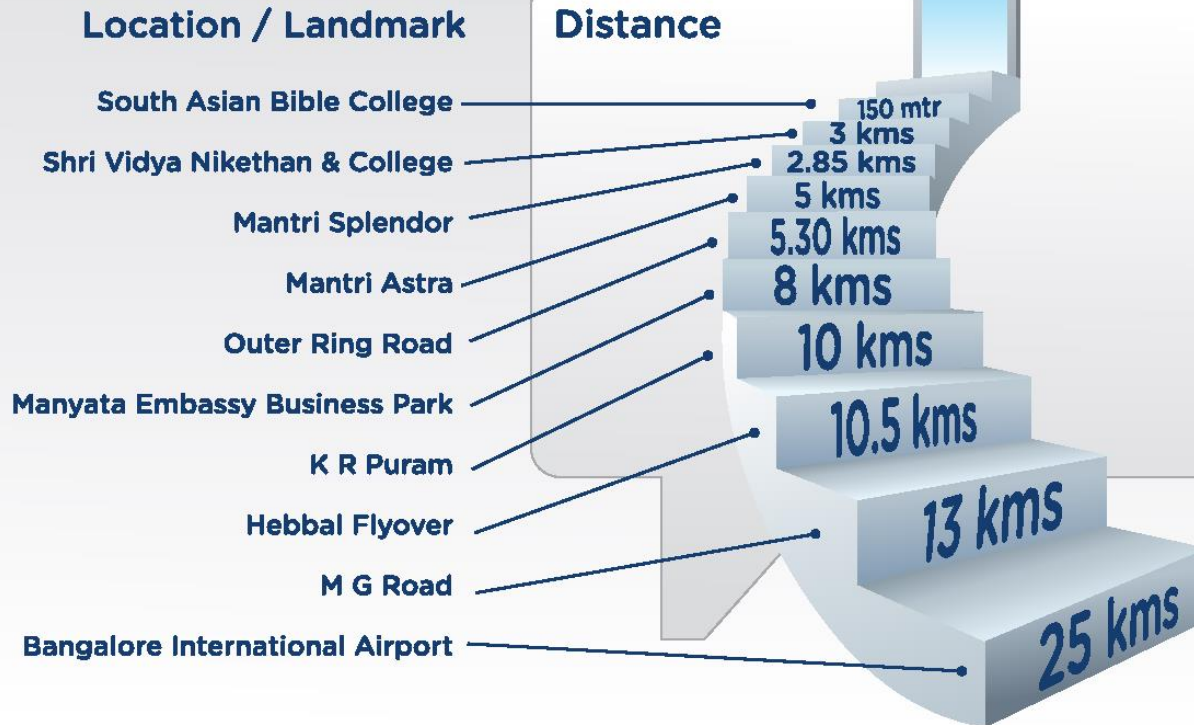 Location / Landmark Distance
South Asian Bible College 150 mtr
Shri Vidya Nikethan & College 3 kms
Mantri Splendor 2.85 kms
Mantri Astra 5 kms
Outer Ring Road 5.30 kms
Manyata Embassy Business Park 8 kms
K R Puram 10 kms
Hebbal Flyover 10.5 kms
M G Road 13 kms
Bangalore International Airport 25 kms